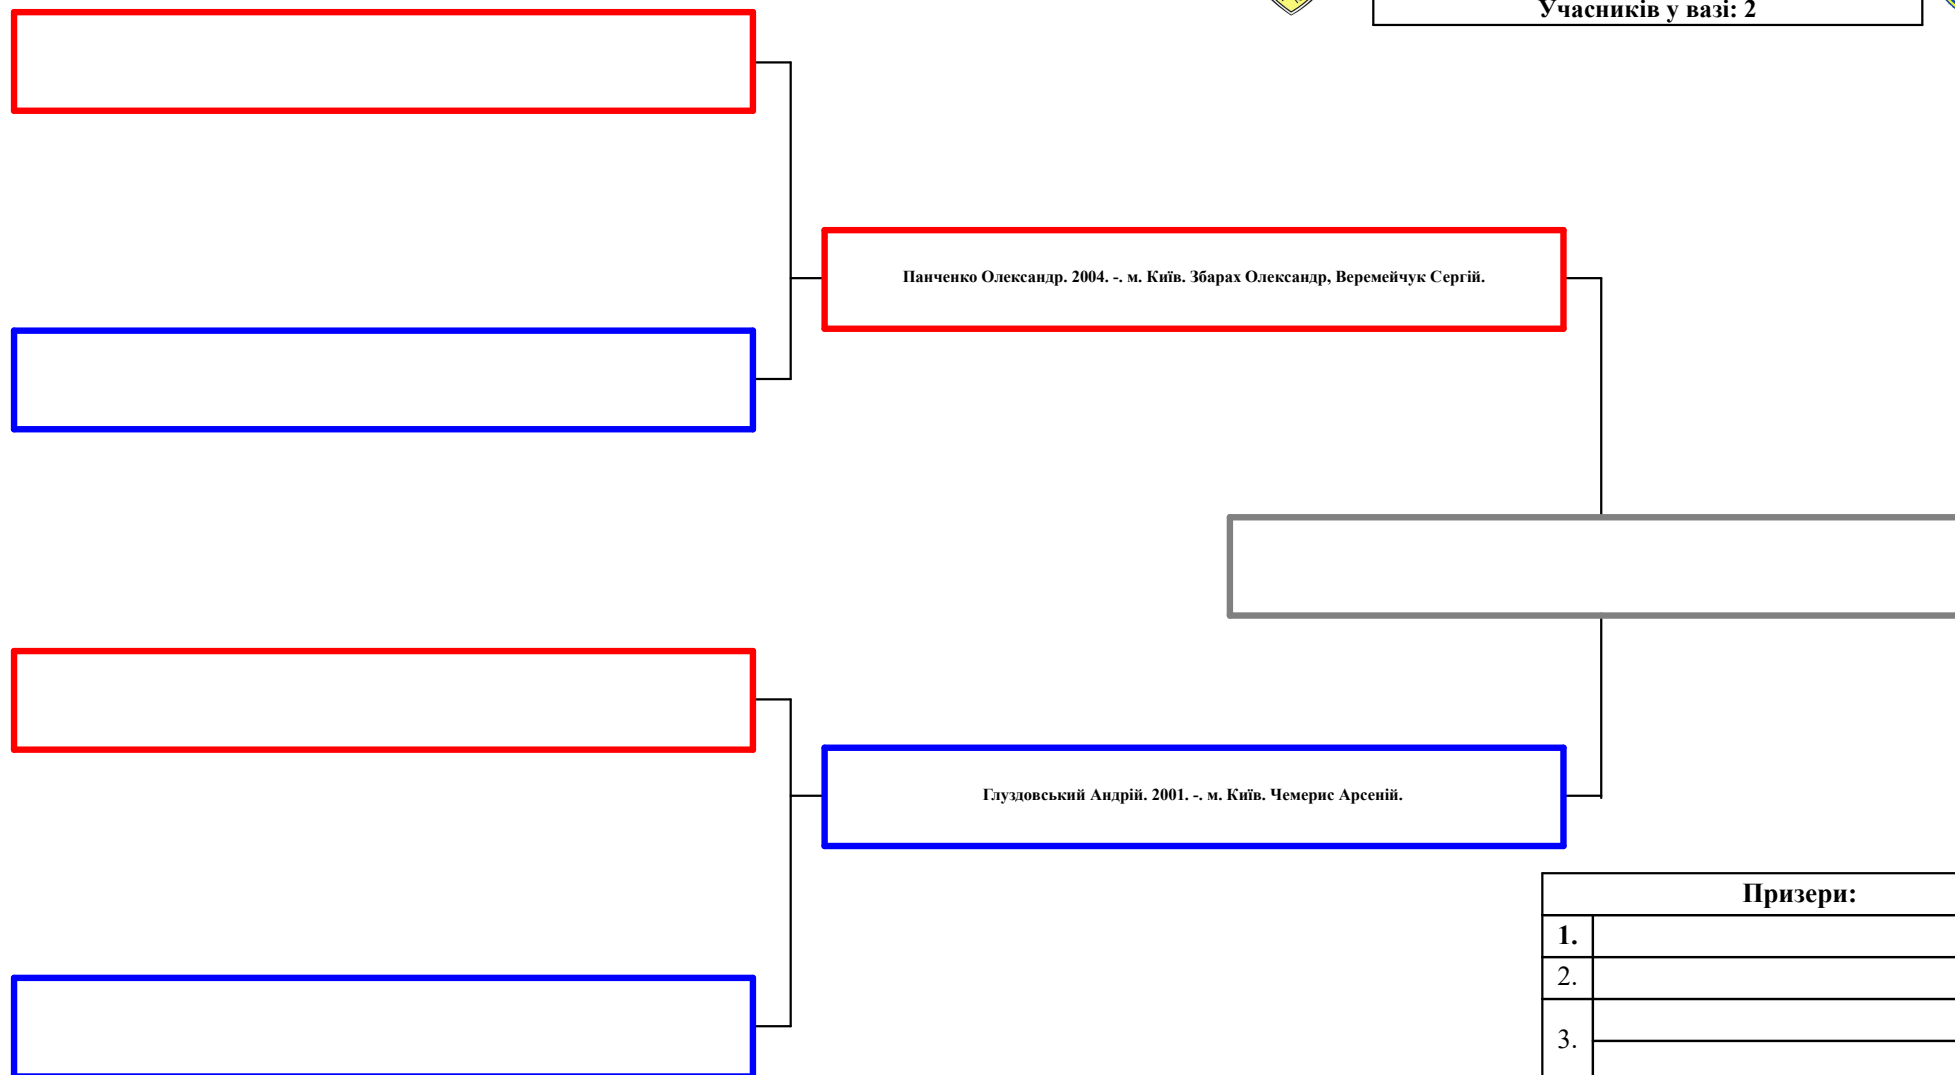 Учасників у вазі: 2
Панченко Олександр. 2004. -. м. Київ. Збарах Олександр, Веремейчук Сергій.
Глуздовський Андрій. 2001. -. м. Київ. Чемерис Арсеній.
Призери:
1.
2.
3.